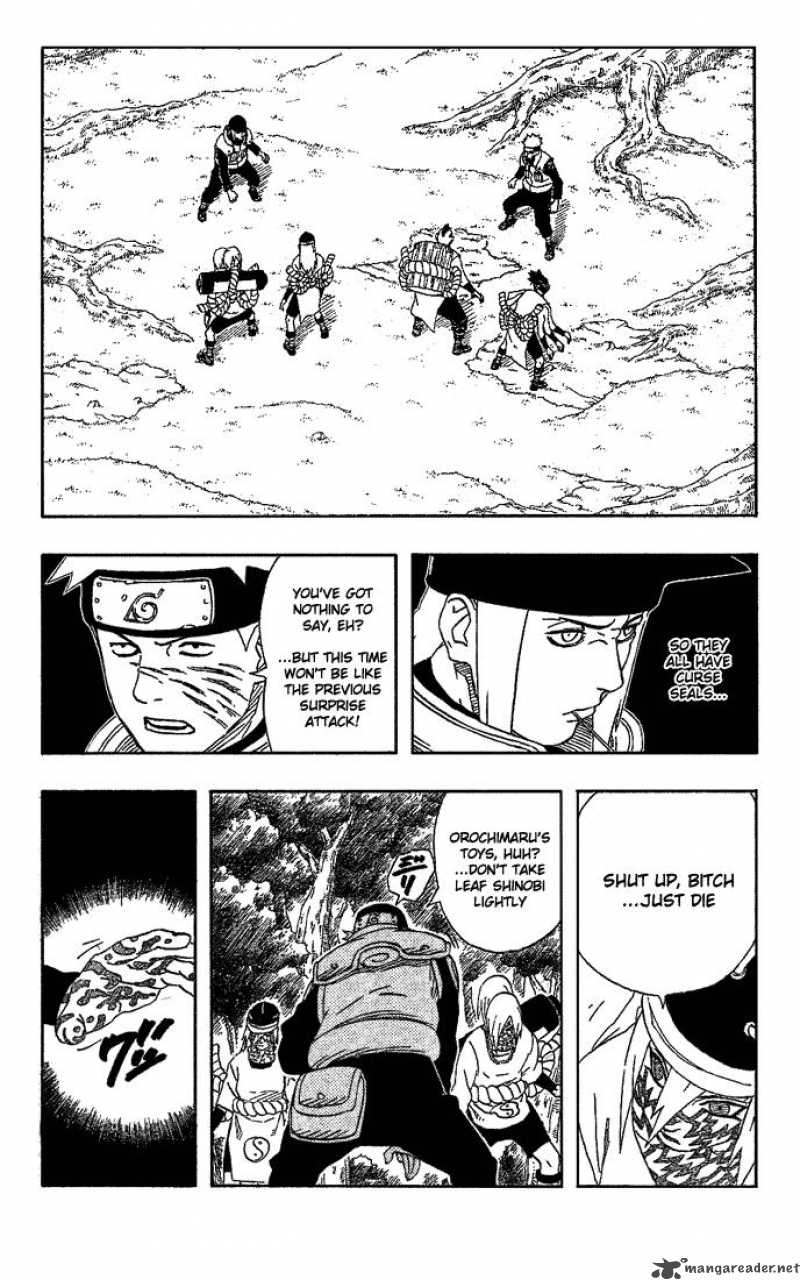 SO THEY
ALL HAVE
CURSE
SEALS...
YOU'VE GOT
NOTHING TO
SAY, EH?
...BUT THIS TIME
WON'T BE LIKE
THE PREVIOUS
SURPRISE
ATTACK!
SHUT UP, BITCH
...JUST DIE
OROCHIMARU'S
TOYS, HUH?
...DON'T TAKE
LEAF SHINOBI
LIGHTLY
mangareader.net